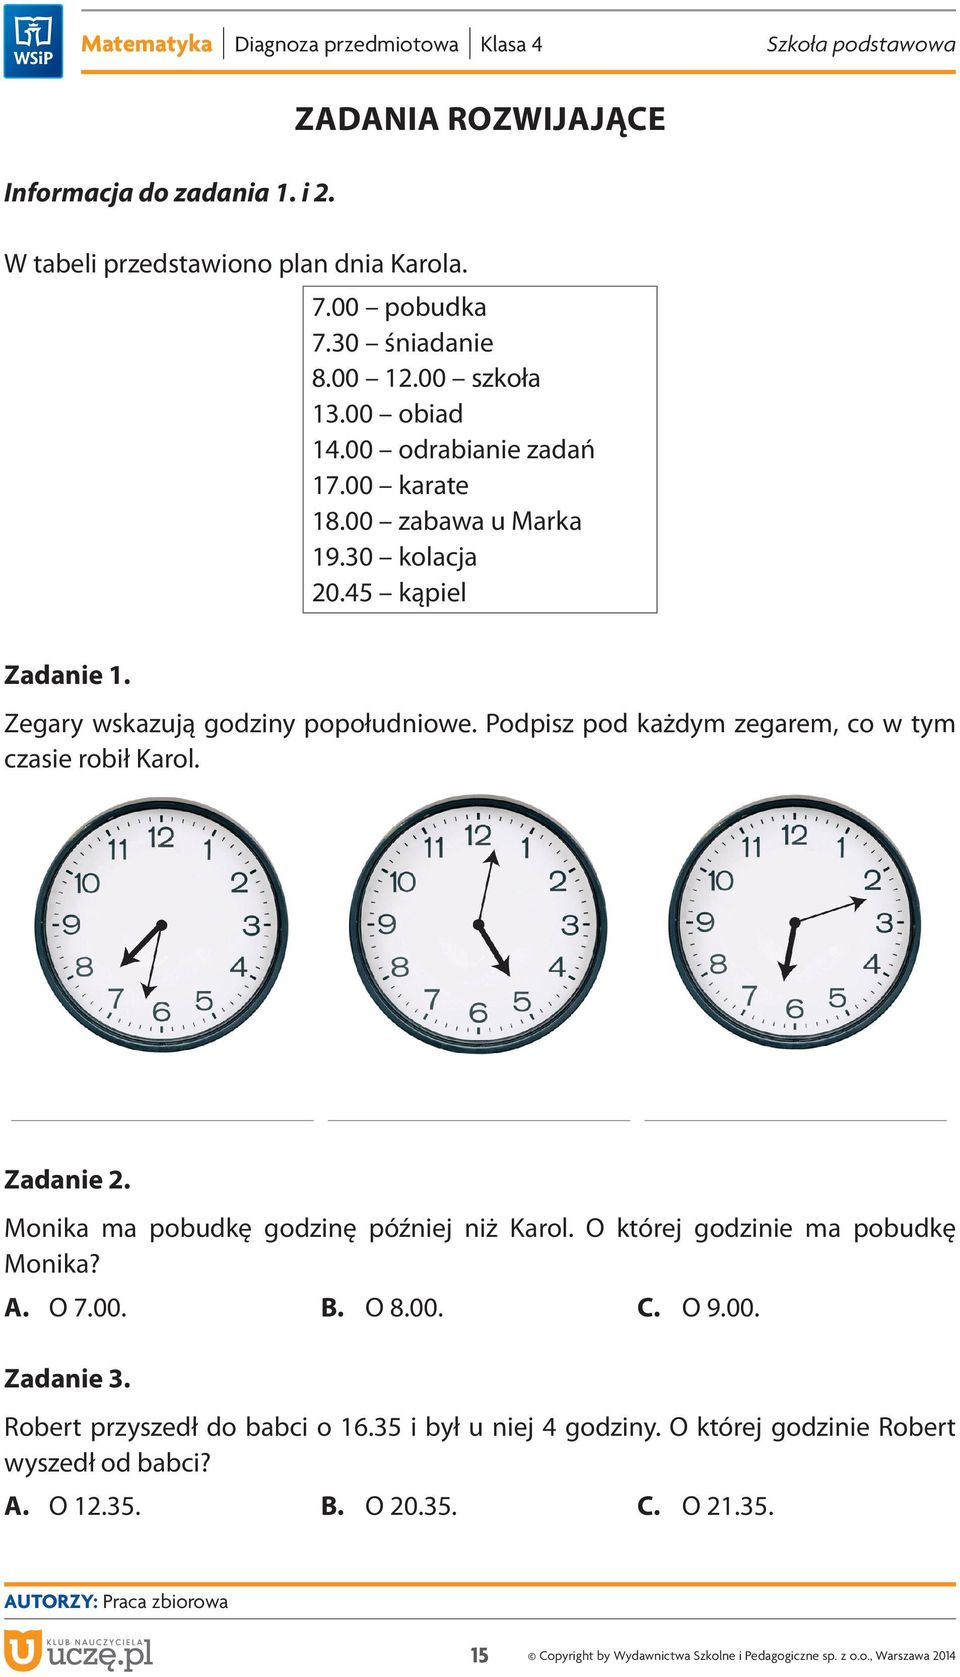 WSiP
Matematyka Diagnoza przedmiotowa Klasa 4 Szkoła podstawowa
ZADANIA ROZWIJAJĄCE
Informacja do zadania 1. i 2.
W tabeli przedstawiono plan dnia Karola.
7.00 – pobudka
7.30 – śniadanie
8.00 – 12.00 – szkoła
13.00 – obiad
14.00 – odrabianie zadań
17.00 – karate
18.00 – zabawa u Marka
19.30 – kolacja
20.45 – kąpiel
Zadanie 1.
Zegary wskazują godziny popołudniowe. Podpisz pod każdym zegarem, co w tym
czasie robił Karol.
12 1 2 3 4 5 6 7 8 9 10 11
12 1 2 3 4 5 6 7 8 9 10 11
12 1 2 3 4 5 6 7 8 9 10 11
Zadanie 2.
Monika ma pobudkę godzinę później niż Karol. O której godzinie ma pobudkę
Monika?
A. O 7.00. B. O 8.00. C. O 9.00.
Zadanie 3.
Robert przyszedł do babci o 16.35 i był u niej 4 godziny. O której godzinie Robert
wyszedł od babci?
A. O 12.35. B. O 20.35. C. O 21.35.
AUTORZY: Praca zbiorowa
KLUB NAUCZYCIELA
uczę.pl
15
© Copyright by Wydawnictwa Szkolne i Pedagogiczne sp. z o.o., Warszawa 2014